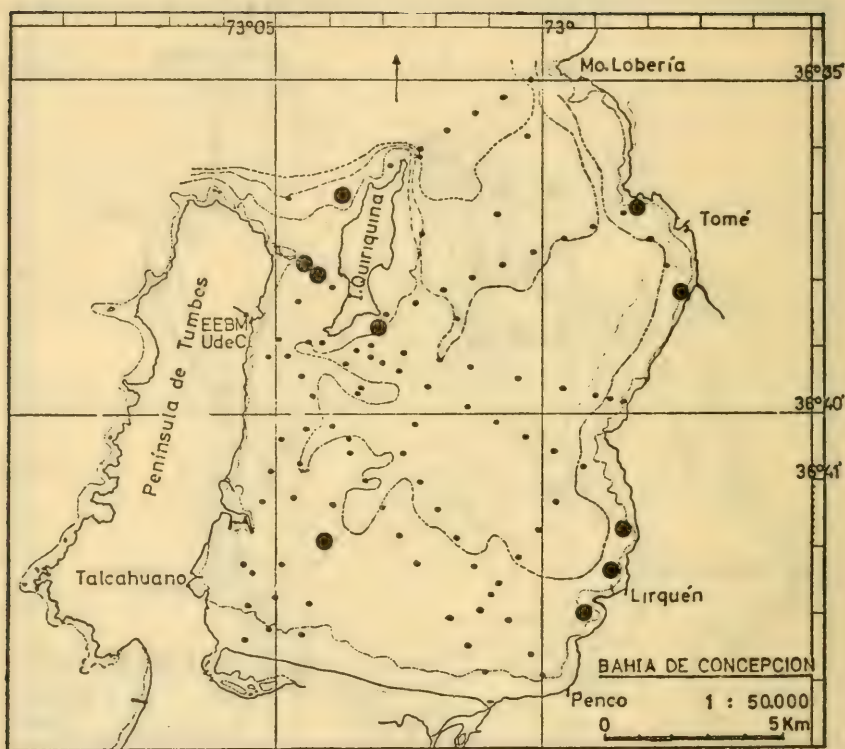 73°05'
73°
Mo. Lobería
36°35'
I. Quiriquina
Tomé
Península de Tumbes
EEBM
UdeC
36°40'
36°41'
Talcahuano
Lirquén
BAHIA DE CONCEPCION
Penco
1 : 50.000
0 5Km